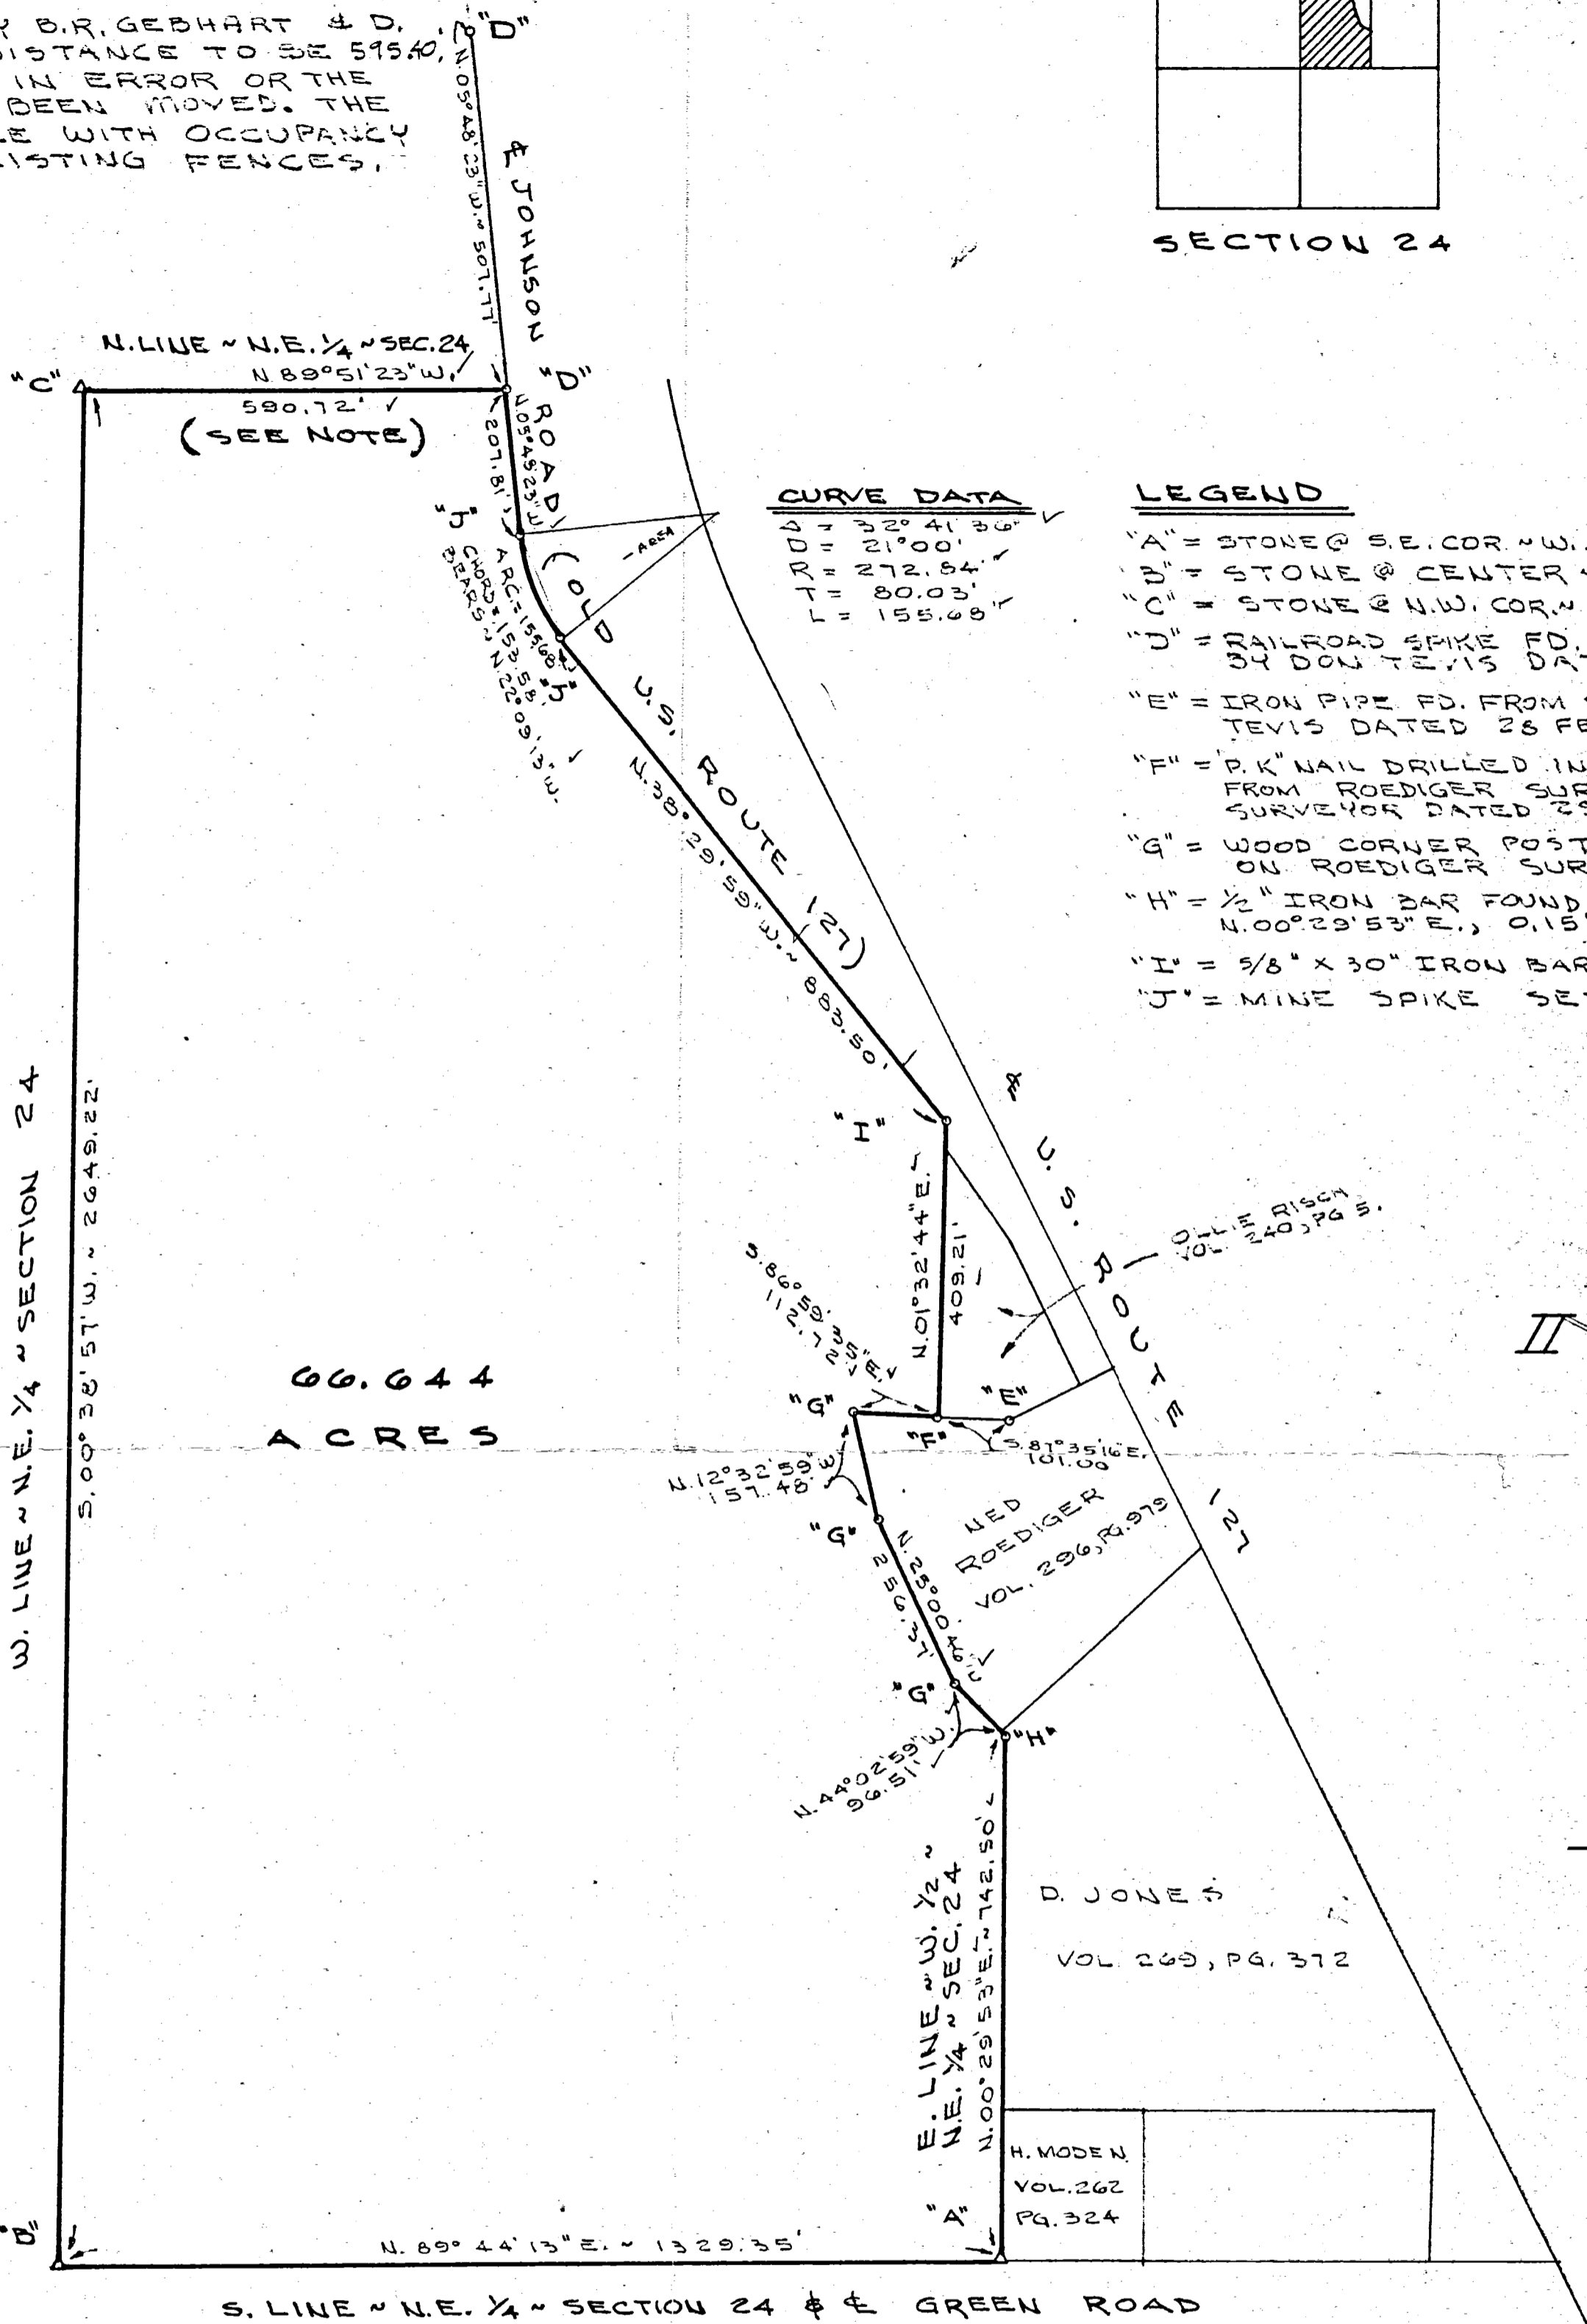 B.R. GEBHART & D.
DISTANCE TO BE 595.40,
IN ERROR OR THE
BEEN MOVED. THE
WITH OCCUPANCY
FENCES.
"D"
N.05°48'23"W.~507.77'
℄ JOHNSON ROAD
(OLD U.S. ROUTE 127)
SECTION 24
N.LINE ~ N.E.¼ ~ SEC.24
"C"
N 89°51'23"W.
590.72'
(SEE NOTE)
"D"
N.05°48'23"W.
207.81'
"J"
ARC=155.68'
CHORD=153.58'
BEARS~N.22°09'13"W.
"J"
-AREA
CURVE DATA
Δ = 32°41'36"
D = 21°00'
R = 272.84'
T = 80.03'
L = 155.68'
LEGEND
"A" = STONE @ S.E. COR. ~ W.
"B" = STONE @ CENTER
"C" = STONE @ N.W. COR. ~
"D" = RAILROAD SPIKE FD.
BY DON TEVIS
"E" = IRON PIPE FD. FROM
TEVIS DATED 28
"F" = "P.K" NAIL DRILLED IN
FROM ROEDIGER
SURVEYOR DATED
"G" = WOOD CORNER POST
ON ROEDIGER
"H" = ½" IRON BAR FOUND
N.00°29'53"E., 0.15
"I" = 5/8" X 30" IRON BAR
"J" = MINE SPIKE
N.38°29'59"W.~ 883.50'
"I"
℄ U.S. ROUTE 127
OLLIE RISCH
VOL. 240, PG 5.
N.01°32'44"E.
409.21'
S.86°59'35"E.
112.72'
W. LINE ~ N.E. ¼ ~ SECTION 24
S.00°38'57"W. ~ 2649.22'
66.644
ACRES
"G"
"F"
"E"
S.87°35'16"E.
101.00
N.12°32'59"W
157.48'
"G"
N.25°00'46"W
256.37'
NED
ROEDIGER
VOL. 296, PG.979
"G"
"H"
N.44°02'59"W.
96.51'
E. LINE ~ W. ½ ~
N.E. ¼ ~ SEC. 24
N.00°29'53"E.~742.50'
D. JONES
VOL 269, PG. 372
H. MODEN
VOL.262
PG.324
"A"
"B"
N. 89°44'13"E. ~ 1329.35'
S. LINE ~ N.E. ¼ ~ SECTION 24 & ℄ GREEN ROAD